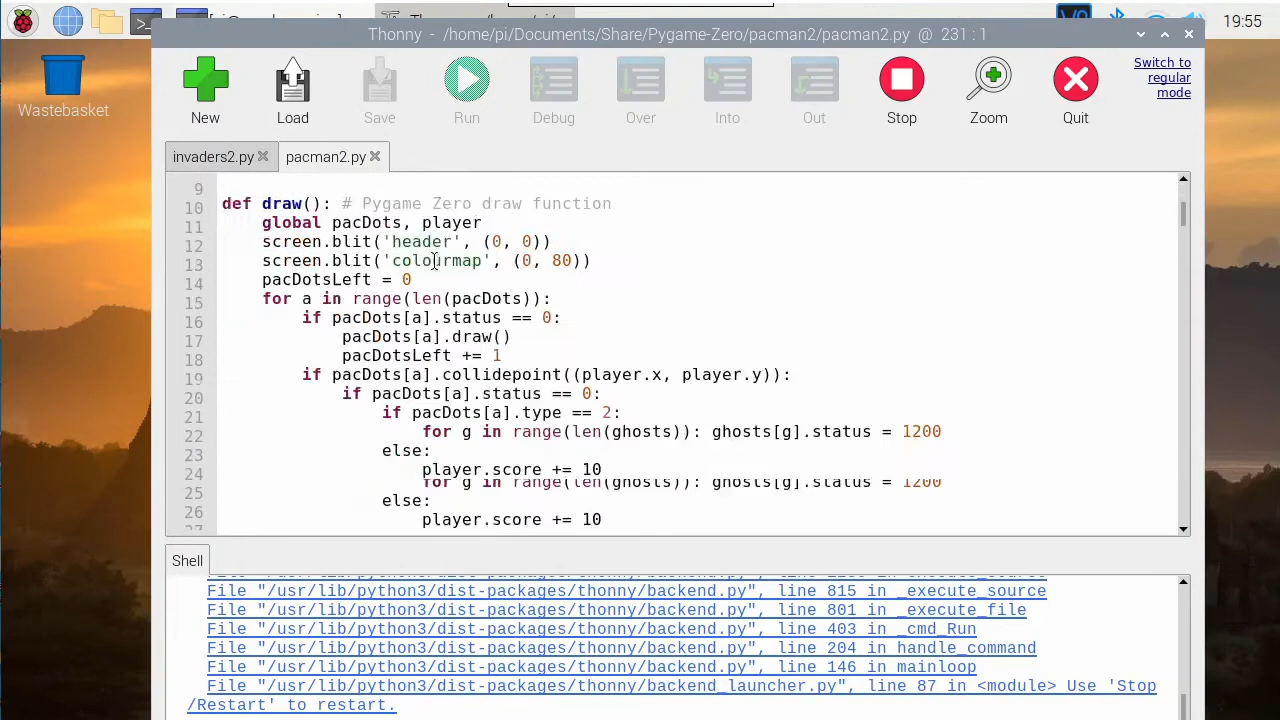 19:55
Wastebasket
Thonny - /home/pi/Documents/Share/Pygame-Zero/pacman2/pacman2.py @ 231 : 1
Switch to
regular
mode
New Load Save Run Debug Over Into Out Stop Zoom Quit
invaders2.py pacman2.py
9
10 def draw(): # Pygame Zero draw function
11 global pacDots, player
12 screen.blit('header', (0, 0))
13 screen.blit('colourmap', (0, 80))
14 pacDotsLeft = 0
15 for a in range(len(pacDots)):
16 if pacDots[a].status == 0:
17 pacDots[a].draw()
18 pacDotsLeft += 1
19 if pacDots[a].collidepoint((player.x, player.y)):
20 if pacDots[a].status == 0:
21 if pacDots[a].type == 2:
22 for g in range(len(ghosts)): ghosts[g].status = 1200
23 else:
24 player.score += 10
for g in range(len(ghosts)): ghosts[g].status = 1200
25 else:
26 player.score += 10
Shell
File "/usr/lib/python3/dist-packages/thonny/backend.py", line 815 in _execute_source
File "/usr/lib/python3/dist-packages/thonny/backend.py", line 801 in _execute_file
File "/usr/lib/python3/dist-packages/thonny/backend.py", line 403 in _cmd_Run
File "/usr/lib/python3/dist-packages/thonny/backend.py", line 204 in handle_command
File "/usr/lib/python3/dist-packages/thonny/backend.py", line 146 in mainloop
File "/usr/lib/python3/dist-packages/thonny/backend_launcher.py", line 87 in <module> Use 'Stop
/Restart' to restart.